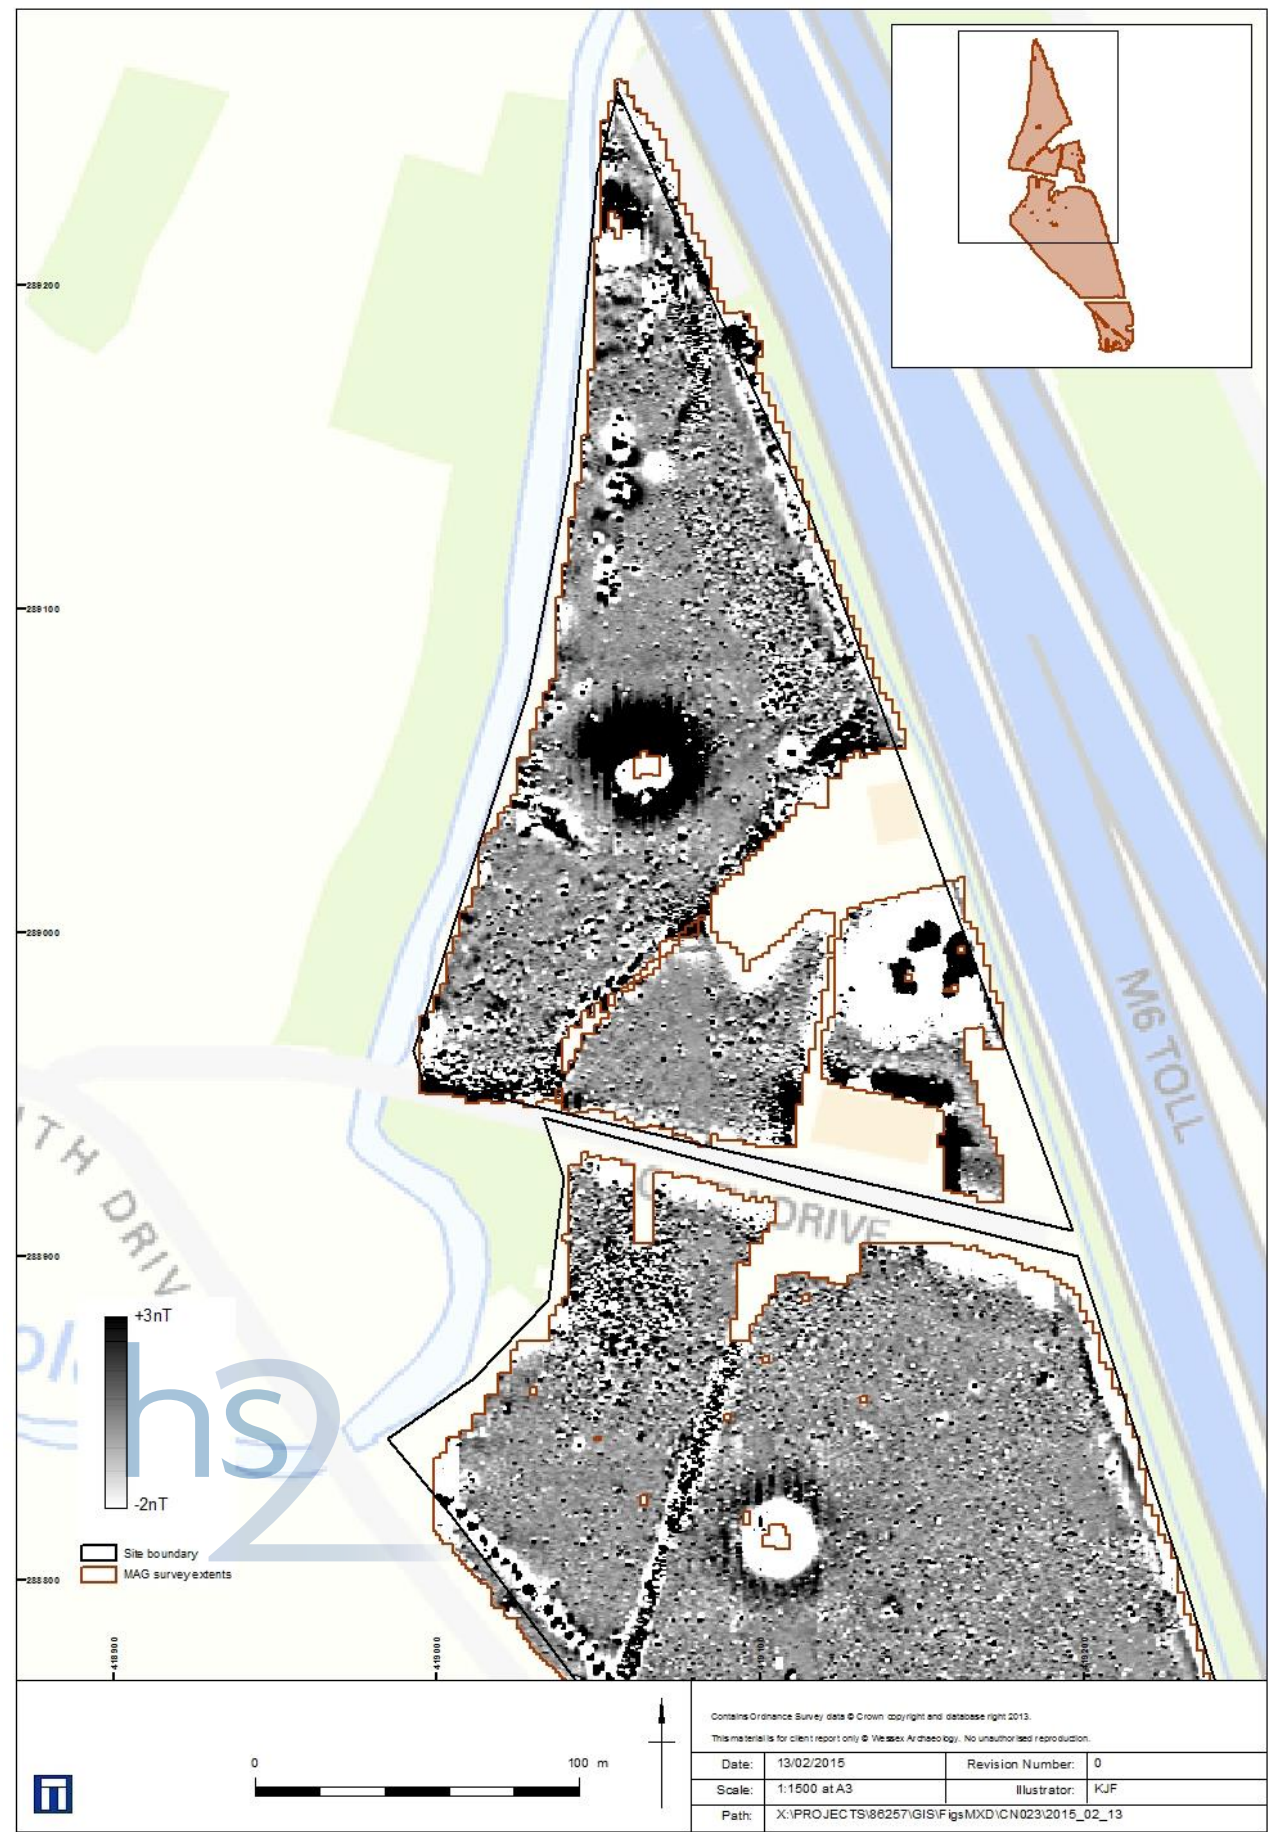 289200
289100
289000
M6 TOLL
DRIVE
288900
DRIV
+3nT
hs2
-2nT
Site boundary
MAG survey extents
288800
418900
419000
419100
419200
Contains Ordnance Survey data © Crown copyright and database right 2013.
This material is for client report only © Wessex Archaeology. No unauthorised reproduction.
0 100 m
Date: 13/02/2015 Revision Number: 0
Scale: 1:1500 at A3 Illustrator: KJF
Path: X:\PROJECTS\86257\GIS\FigsMXD\CN023\2015_02_13